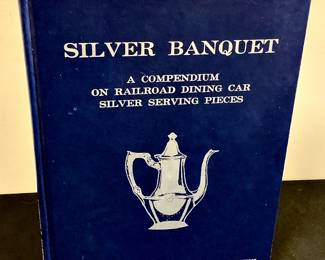 SILVER BANQUET
A COMPENDIUM
ON RAILROAD DINING CAR
SILVER SERVING PIECES